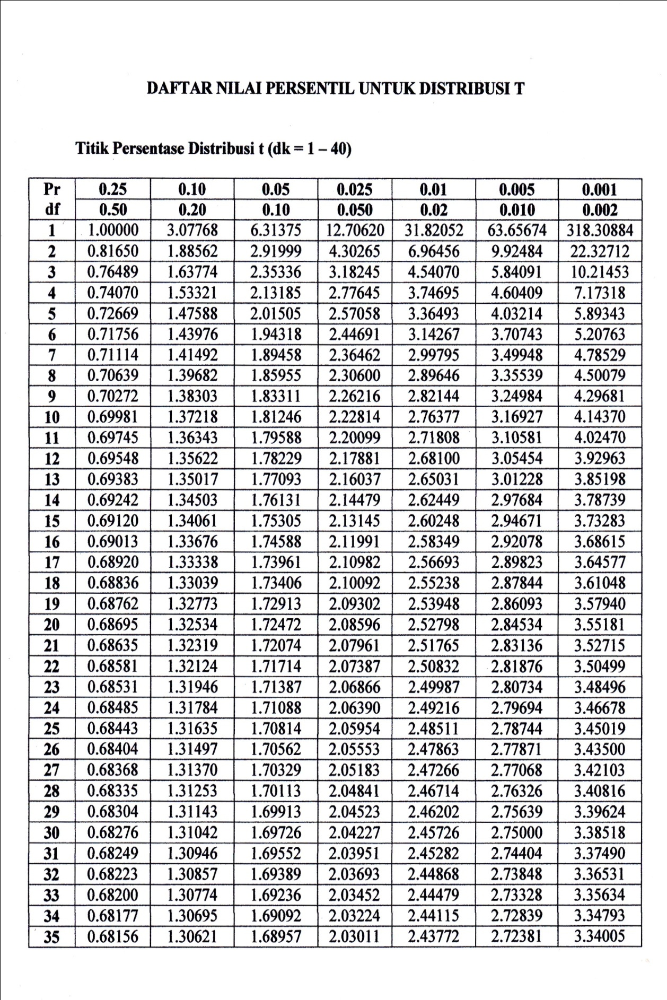 DAFTAR NILAI PERSENTIL UNTUK DISTRIBUSI T
Titik Persentase Distribusi t (dk = 1 – 40)
Pr 0.25 0.10 0.05 0.025 0.01 0.005 0.001
df 0.50 0.20 0.10 0.050 0.02 0.010 0.002
1 1.00000 3.07768 6.31375 12.70620 31.82052 63.65674 318.30884
2 0.81650 1.88562 2.91999 4.30265 6.96456 9.92484 22.32712
3 0.76489 1.63774 2.35336 3.18245 4.54070 5.84091 10.21453
4 0.74070 1.53321 2.13185 2.77645 3.74695 4.60409 7.17318
5 0.72669 1.47588 2.01505 2.57058 3.36493 4.03214 5.89343
6 0.71756 1.43976 1.94318 2.44691 3.14267 3.70743 5.20763
7 0.71114 1.41492 1.89458 2.36462 2.99795 3.49948 4.78529
8 0.70639 1.39682 1.85955 2.30600 2.89646 3.35539 4.50079
9 0.70272 1.38303 1.83311 2.26216 2.82144 3.24984 4.29681
10 0.69981 1.37218 1.81246 2.22814 2.76377 3.16927 4.14370
11 0.69745 1.36343 1.79588 2.20099 2.71808 3.10581 4.02470
12 0.69548 1.35622 1.78229 2.17881 2.68100 3.05454 3.92963
13 0.69383 1.35017 1.77093 2.16037 2.65031 3.01228 3.85198
14 0.69242 1.34503 1.76131 2.14479 2.62449 2.97684 3.78739
15 0.69120 1.34061 1.75305 2.13145 2.60248 2.94671 3.73283
16 0.69013 1.33676 1.74588 2.11991 2.58349 2.92078 3.68615
17 0.68920 1.33338 1.73961 2.10982 2.56693 2.89823 3.64577
18 0.68836 1.33039 1.73406 2.10092 2.55238 2.87844 3.61048
19 0.68762 1.32773 1.72913 2.09302 2.53948 2.86093 3.57940
20 0.68695 1.32534 1.72472 2.08596 2.52798 2.84534 3.55181
21 0.68635 1.32319 1.72074 2.07961 2.51765 2.83136 3.52715
22 0.68581 1.32124 1.71714 2.07387 2.50832 2.81876 3.50499
23 0.68531 1.31946 1.71387 2.06866 2.49987 2.80734 3.48496
24 0.68485 1.31784 1.71088 2.06390 2.49216 2.79694 3.46678
25 0.68443 1.31635 1.70814 2.05954 2.48511 2.78744 3.45019
26 0.68404 1.31497 1.70562 2.05553 2.47863 2.77871 3.43500
27 0.68368 1.31370 1.70329 2.05183 2.47266 2.77068 3.42103
28 0.68335 1.31253 1.70113 2.04841 2.46714 2.76326 3.40816
29 0.68304 1.31143 1.69913 2.04523 2.46202 2.75639 3.39624
30 0.68276 1.31042 1.69726 2.04227 2.45726 2.75000 3.38518
31 0.68249 1.30946 1.69552 2.03951 2.45282 2.74404 3.37490
32 0.68223 1.30857 1.69389 2.03693 2.44868 2.73848 3.36531
33 0.68200 1.30774 1.69236 2.03452 2.44479 2.73328 3.35634
34 0.68177 1.30695 1.69092 2.03224 2.44115 2.72839 3.34793
35 0.68156 1.30621 1.68957 2.03011 2.43772 2.72381 3.34005